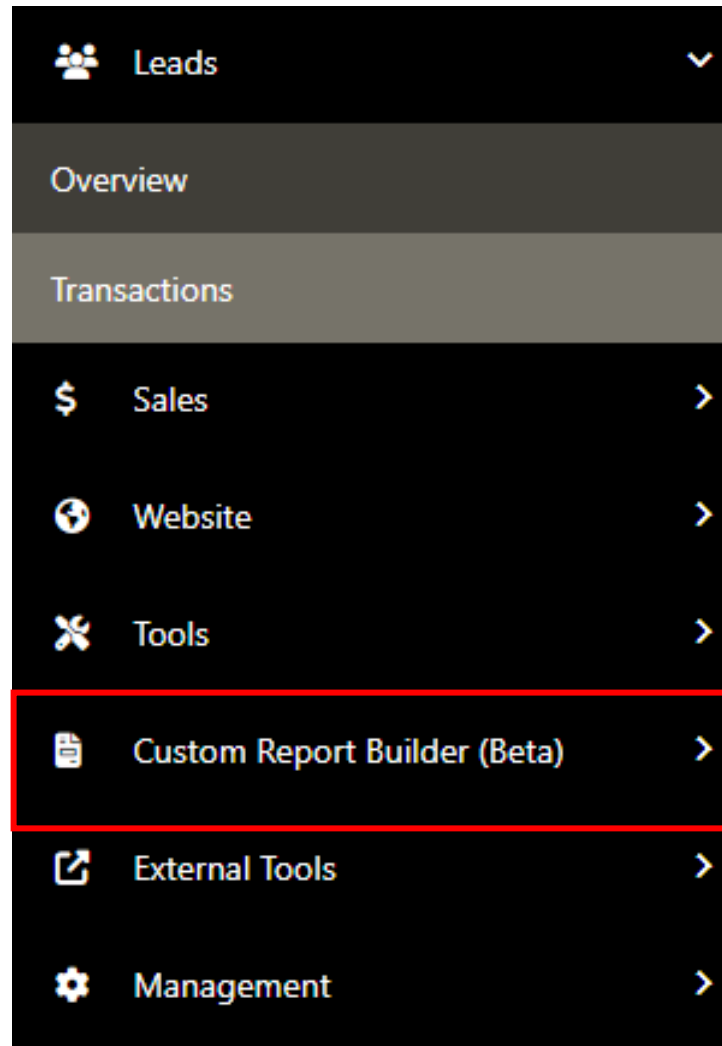 Leads
Overview
Transactions
Sales
Website
Tools
Custom Report Builder (Beta)
External Tools
Management